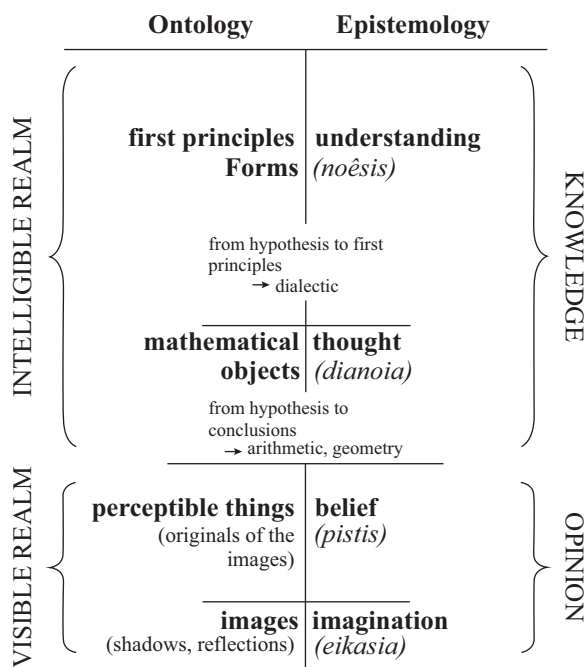 Ontology Epistemology
INTELLIGIBLE REALM
first principles understanding
Forms (noêsis)
from hypothesis to first
principles
→ dialectic
KNOWLEDGE
mathematical thought
objects (dianoia)
from hypothesis to
conclusions
→ arithmetic, geometry
VISIBLE REALM
perceptible things belief
(originals of the (pistis)
images)
OPINION
images imagination
(shadows, reflections) (eikasia)